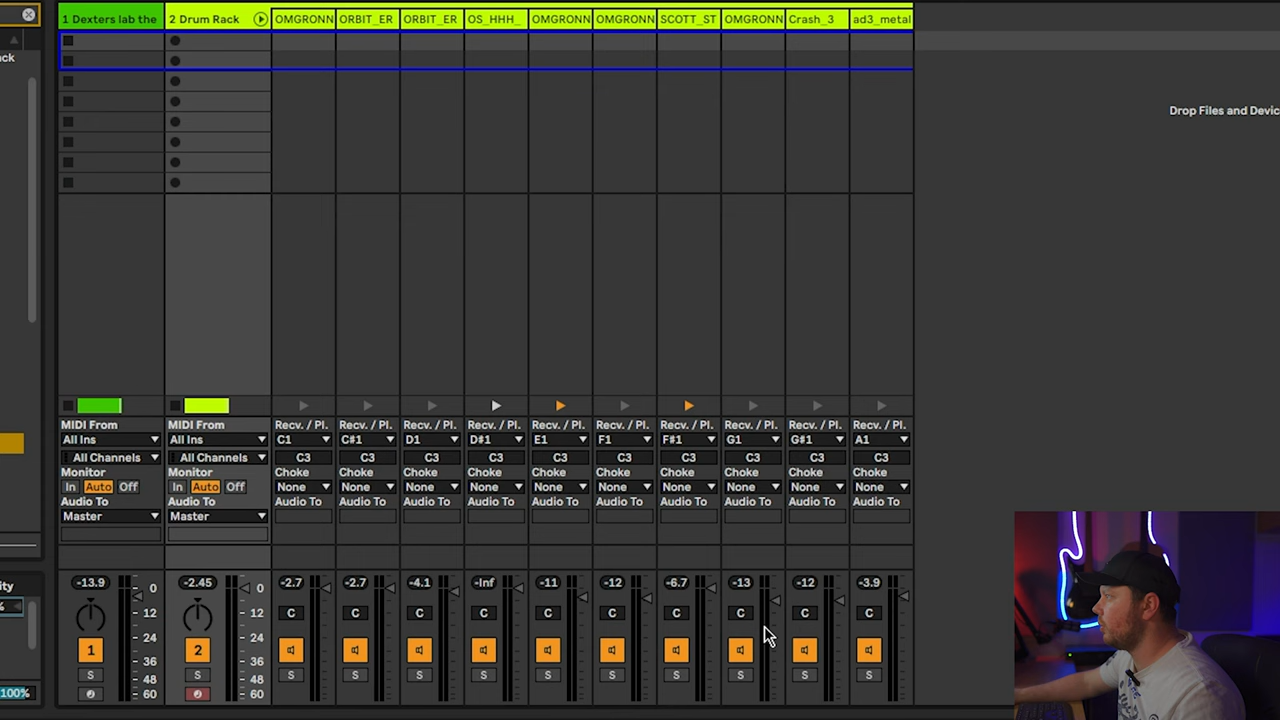 1 Dexters lab the 2 Drum Rack OMGRONN ORBIT_ER ORBIT_ER OS_HHH_ OMGRONN OMGRONN SCOTT_ST OMGRONN Crash_3 ad3_metal
ck
Drop Files and Devic
MIDI From MIDI From Recv. / Pl. Recv. / Pl. Recv. / Pl. Recv. / Pl. Recv. / Pl. Recv. / Pl. Recv. / Pl. Recv. / Pl. Recv. / Pl. Recv. / Pl.
All Ins All Ins C1 C#1 D1 D#1 E1 F1 F#1 G1 G#1 A1
All Channels All Channels C3 C3 C3 C3 C3 C3 C3 C3 C3 C3
Monitor Monitor Choke Choke Choke Choke Choke Choke Choke Choke Choke Choke
In Auto Off In Auto Off None None None None None None None None None None
Audio To Audio To Audio To Audio To Audio To Audio To Audio To Audio To Audio To Audio To Audio To Audio To
Master Master
ity -13.9 0 -2.45 0 -2.7 -2.7 -4.1 -Inf -11 -12 -6.7 -13 -12 -3.9
% 12 12 C C C C C C C C C C
24 24
1 36 2 36
S 48 S 48 S S S S S S S S S S
100% 60 60